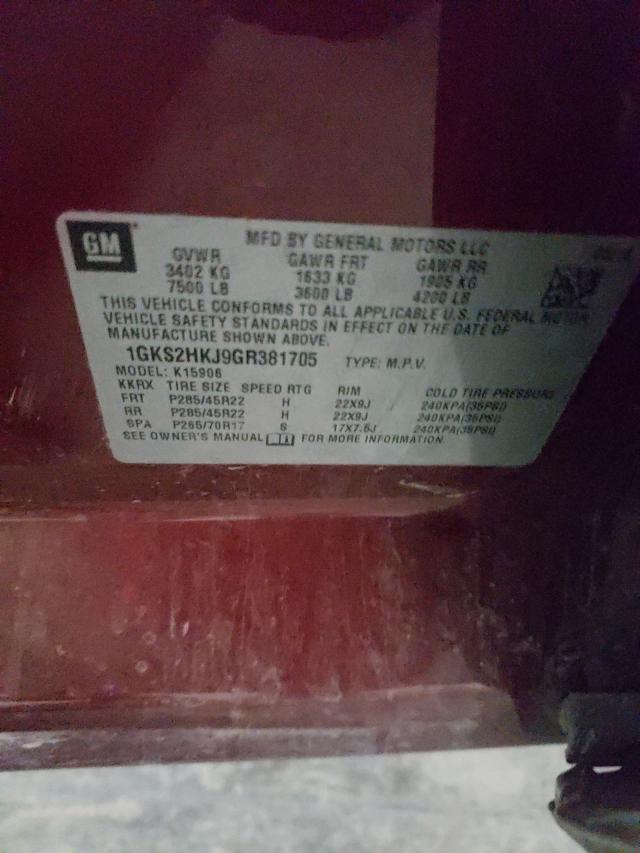 GM
MFD BY GENERAL MOTORS LLC
GVWR GAWR FRT GAWR RR
3402 KG 1633 KG 1905 KG
7500 LB 3600 LB 4200 LB
THIS VEHICLE CONFORMS TO ALL APPLICABLE U.S. FEDERAL MOTOR
VEHICLE SAFETY STANDARDS IN EFFECT ON THE DATE OF
MANUFACTURE SHOWN ABOVE.
1GKS2HKJ9GR381705 TYPE: M.P.V.
MODEL: K15906
KKRX TIRE SIZE SPEED RTG RIM COLD TIRE PRESSURE
FRT P285/45R22 H 22X9J 240KPA(35PSI)
RR P285/45R22 H 22X9J 240KPA(35PSI)
SPA P265/70R17 S 17X7.5J 240KPA(35PSI)
SEE OWNER'S MANUAL FOR MORE INFORMATION